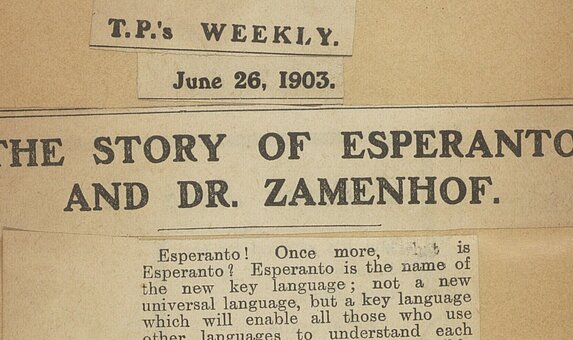 T.P.'s WEEKLY.
June 26, 1903.
THE STORY OF ESPERANTO
AND DR. ZAMENHOF.
Esperanto! Once more, is
Esperanto? Esperanto is the name of
the new key language; not a new
universal language, but a key language
which will enable all those who use
other languages to understand each